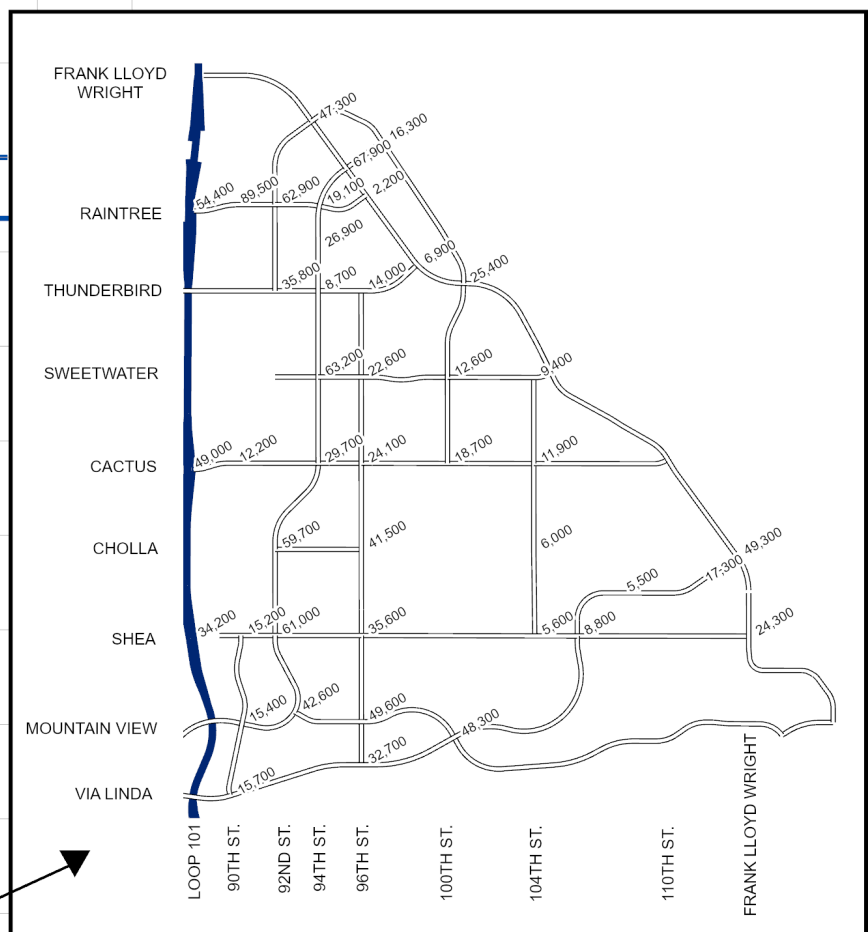 FRANK LLOYD
WRIGHT
47,300
16,300
67,900
54,400
89,500
62,900
19,100
2,200
RAINTREE
26,900
6,900
35,800
8,700
14,000
25,400
THUNDERBIRD
SWEETWATER
63,200
22,600
12,600
9,400
CACTUS
49,000
12,200
29,700
24,100
18,700
11,900
CHOLLA
59,700
41,500
6,000
5,500
17,300
49,300
SHEA
34,200
15,200
61,000
35,600
5,600
8,800
24,300
MOUNTAIN VIEW
15,400
42,600
49,600
48,300
VIA LINDA
15,700
32,700
LOOP 101
90TH ST.
92ND ST.
94TH ST.
96TH ST.
100TH ST.
104TH ST.
110TH ST.
FRANK LLOYD WRIGHT